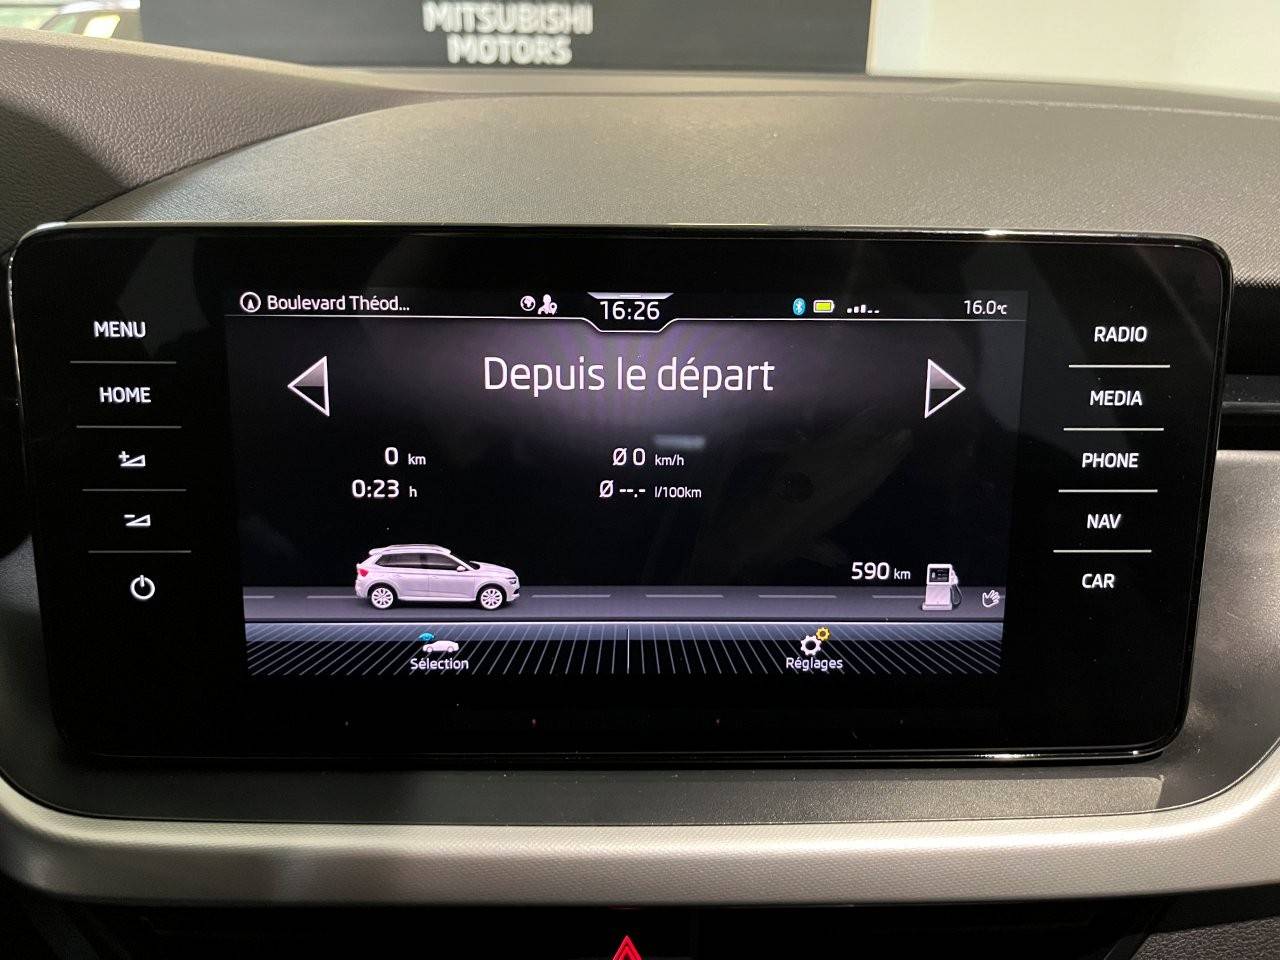 MITSUBISHI
MOTORS
Boulevard Théod... 16:26 16.0°C
MENU
HOME
RADIO
MEDIA
PHONE
NAV
CAR
Depuis le départ
0 km Ø 0 km/h
0:23 h Ø --.- l/100km
590 km
Sélection Réglages